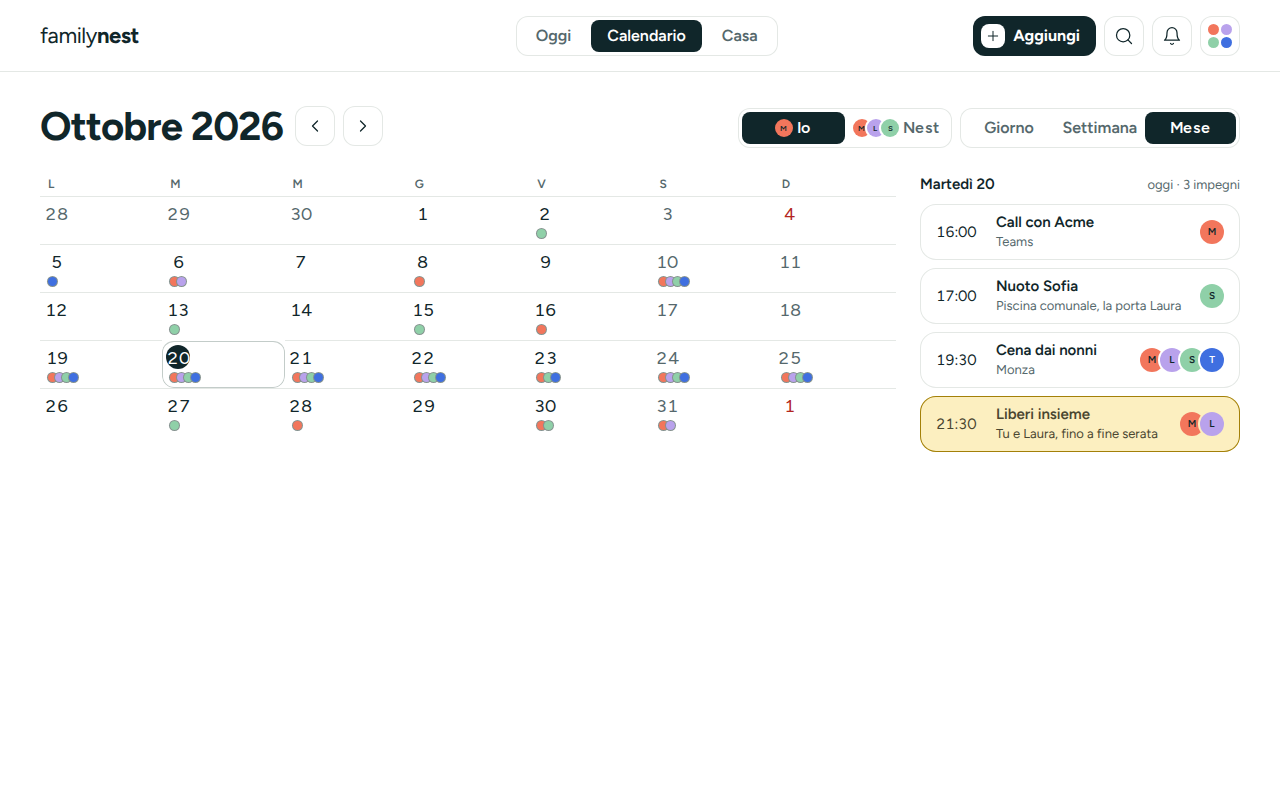 familynest
Oggi Calendario Casa
Aggiungi
Ottobre 2026
M Io
M L S Nest
Giorno Settimana Mese
L M M G V S D
28 29 30 1 2 3 4
5 6 7 8 9 10 11
12 13 14 15 16 17 18
19 20 21 22 23 24 25
26 27 28 29 30 31 1
Martedì 20 oggi · 3 impegni
16:00 Call con Acme M
Teams
17:00 Nuoto Sofia S
Piscina comunale, la porta Laura
19:30 Cena dai nonni M L S T
Monza
21:30 Liberi insieme M L
Tu e Laura, fino a fine serata